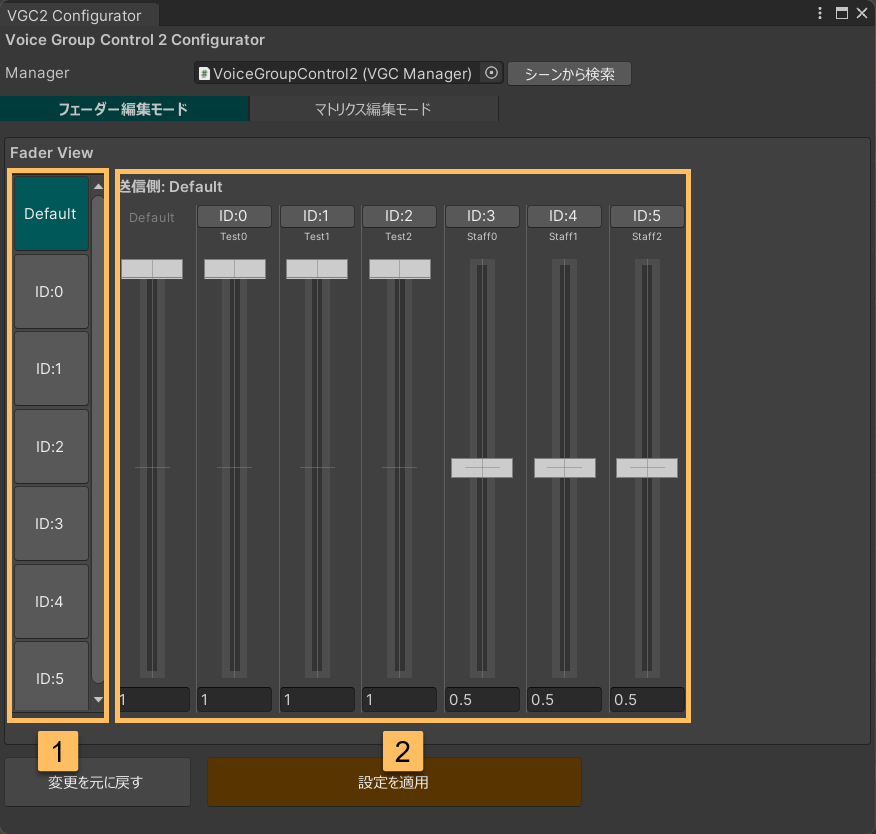 VGC2 Configurator
Voice Group Control 2 Configurator
Manager
VoiceGroupControl2 (VGC Manager)
シーンから検索
フェーダー編集モード
マトリクス編集モード
Fader View
Default
ID:0
ID:1
ID:2
ID:3
ID:4
ID:5
送信側: Default
Default ID:0 ID:1 ID:2 ID:3 ID:4 ID:5
Test0 Test1 Test2 Staff0 Staff1 Staff2
1 1 1 1 0.5 0.5 0.5
1
2
変更を元に戻す
設定を適用